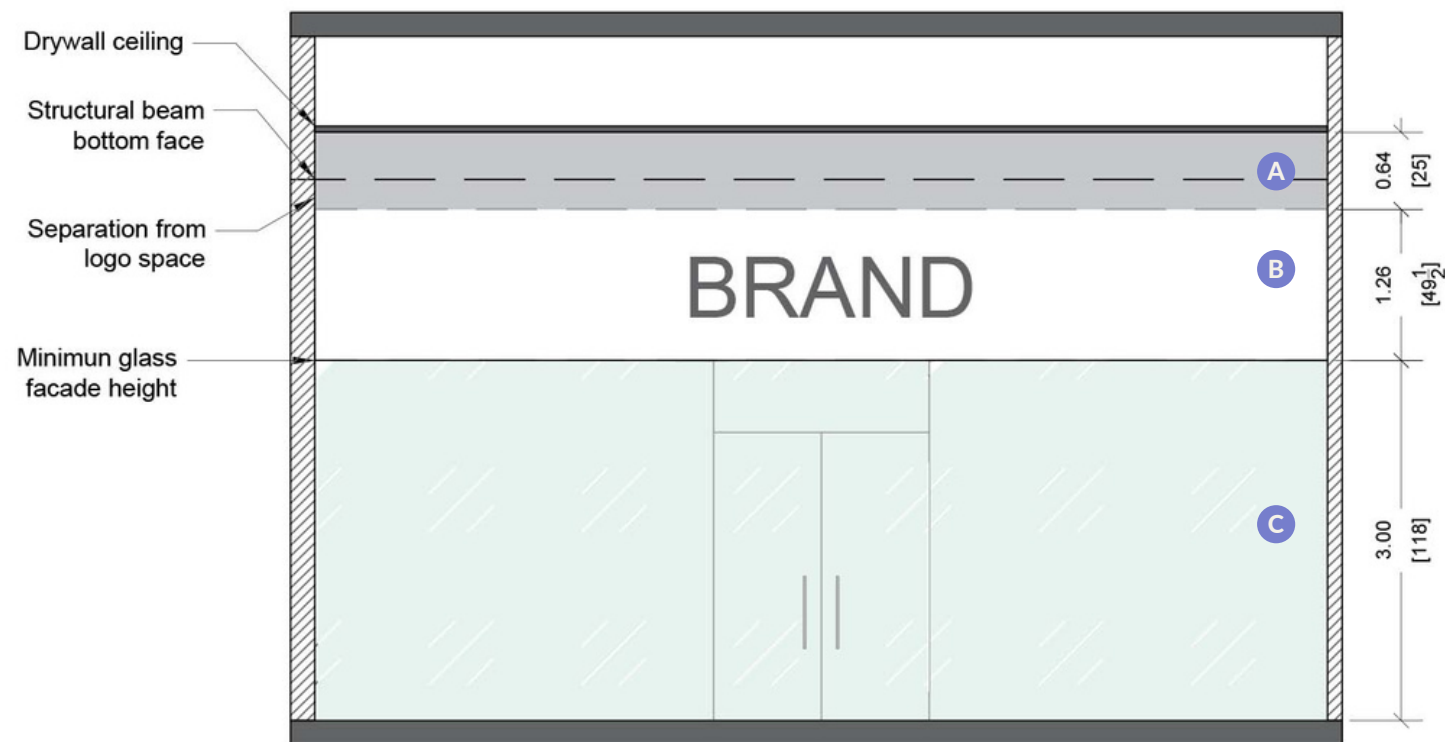 Drywall ceiling
Structural beam
bottom face
Separation from
logo space
Minimun glass
facade height
BRAND
A
B
C
0.64
[25]
1.26
[49½]
3.00
[118]